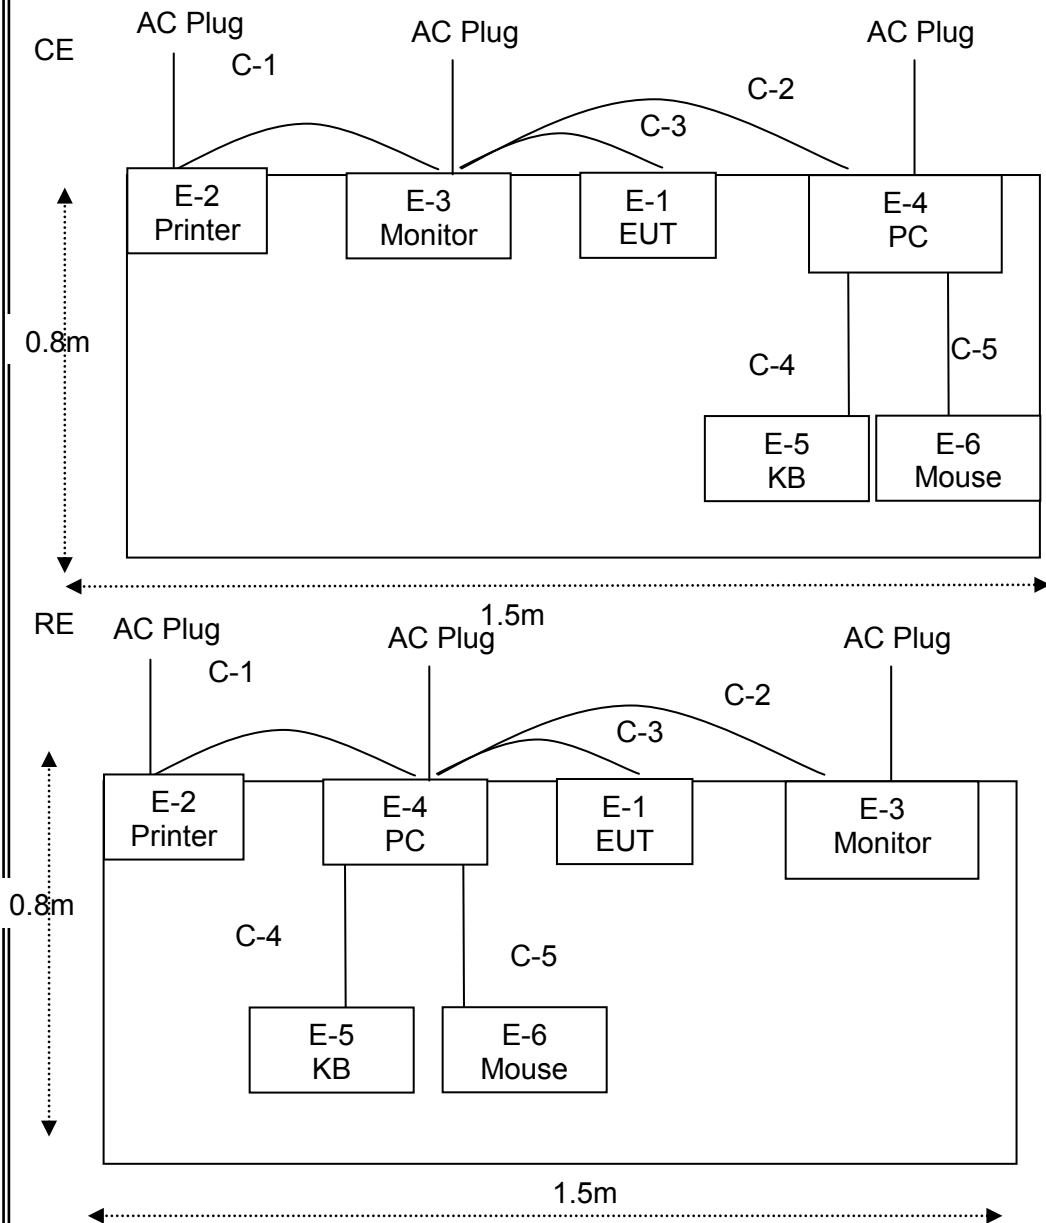 AC Plug
AC Plug
AC Plug
CE
C-1
C-2
C-3
E-2
Printer
E-3
Monitor
E-1
EUT
E-4
PC
0.8m
C-4
C-5
E-5
KB
E-6
Mouse
1.5m
RE
AC Plug
AC Plug
AC Plug
C-1
C-2
C-3
E-2
Printer
E-4
PC
E-1
EUT
E-3
Monitor
0.8m
C-4
C-5
E-5
KB
E-6
Mouse
1.5m